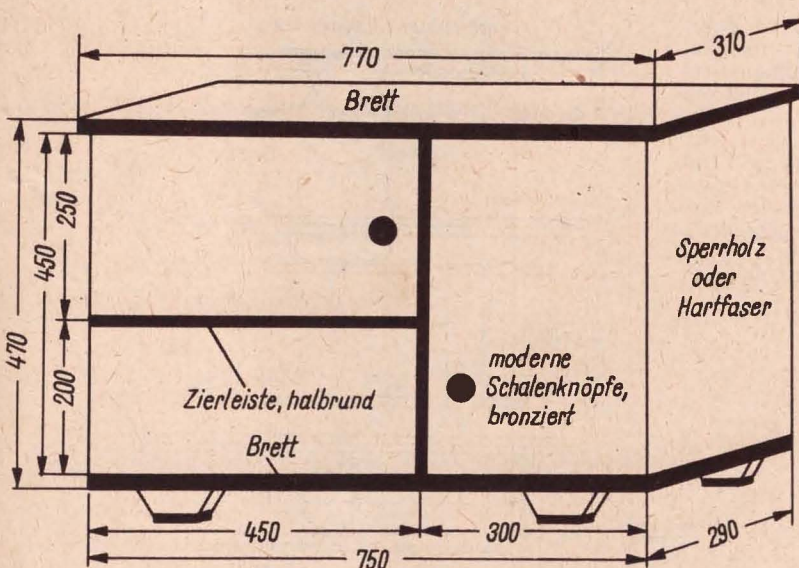 770
310
Brett
250
450
470
200
Sperrholz
oder
Hartfaser
moderne
Schalenknöpfe,
bronziert
Zierleiste, halbrund
Brett
450
300
290
750